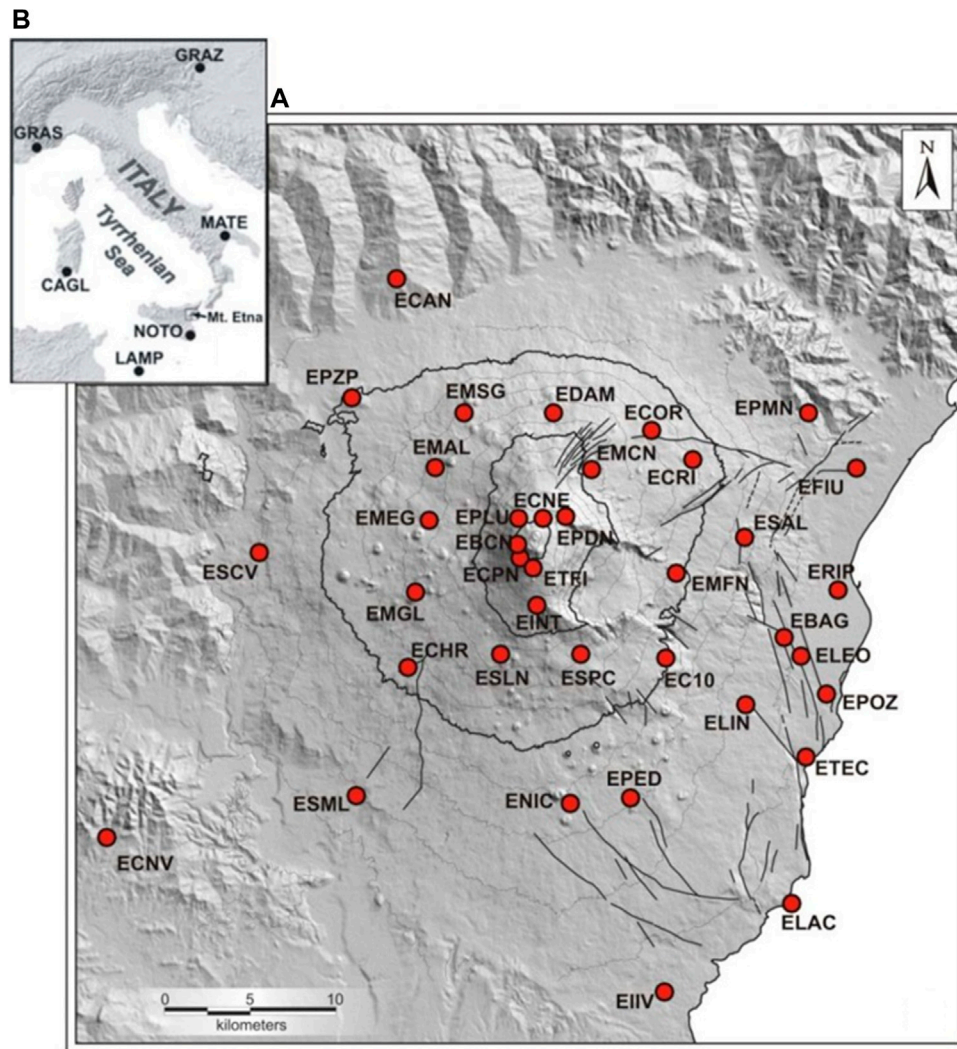 B
GRAZ
GRAS
ITALY
MATE
Tyrrhenian
Sea
CAGL
Mt. Etna
NOTO
LAMP
A
N
ECAN
EPZP
EMSG
EDAM
ECOR
EPMN
EMAL
EMCN
ECRI
EFIU
EMEG
EPLU
ECNE
EPDN
ESAL
EBCN
ESCV
ECPN
ETFI
EMFN
ERIP
EMGL
EINT
EBAG
ECHR
ESLN
ESPC
EC10
ELEO
EPOZ
ELIN
ETEC
ESML
ENIC
EPED
ECNV
ELAC
EIIV
0 5 10
kilometers